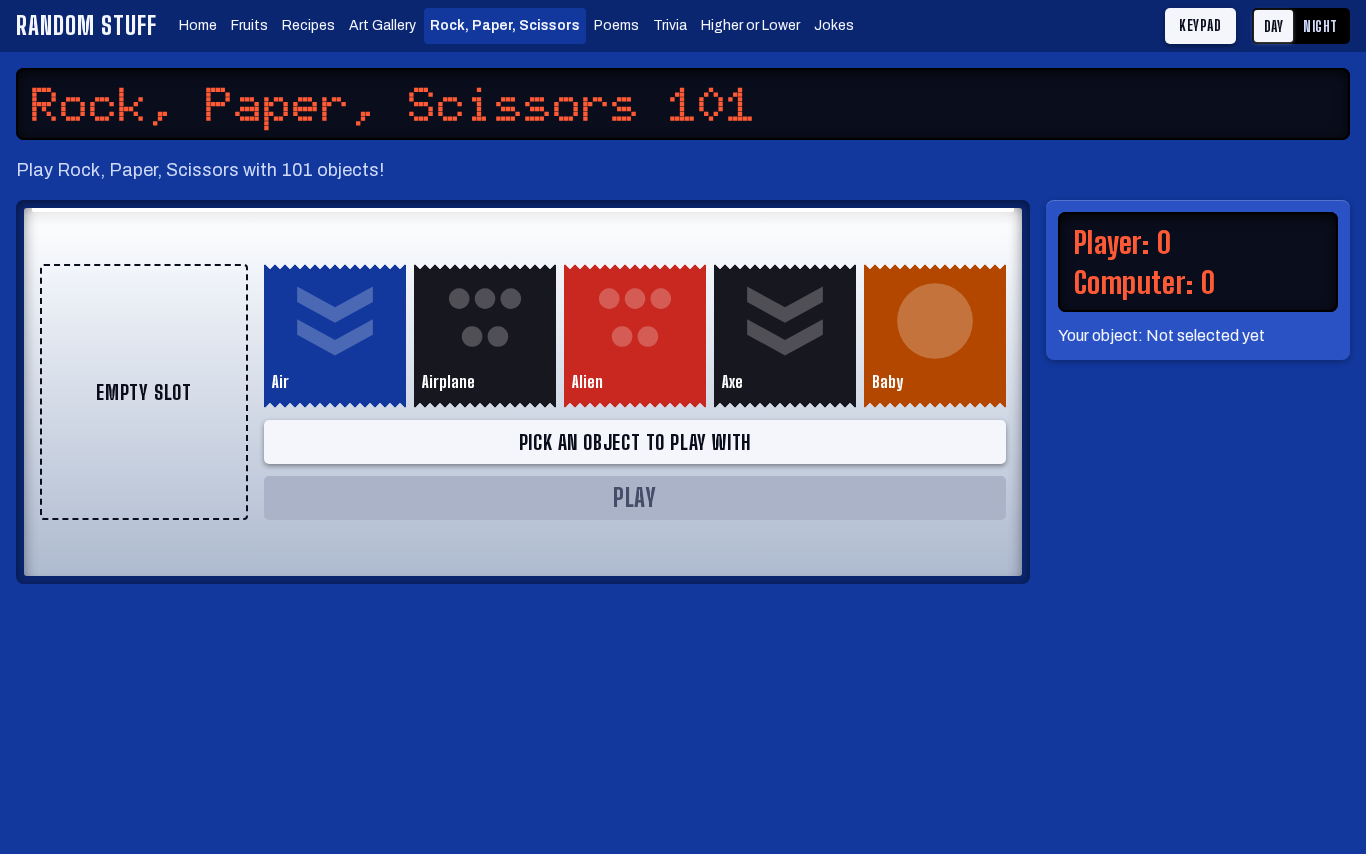 RANDOM STUFF
Home
Fruits
Recipes
Art Gallery
Rock, Paper, Scissors
Poems
Trivia
Higher or Lower
Jokes
KEYPAD
DAY
NIGHT
Rock, Paper, Scissors 101
Play Rock, Paper, Scissors with 101 objects!
EMPTY SLOT
Air
Airplane
Alien
Axe
Baby
PICK AN OBJECT TO PLAY WITH
PLAY
Player: 0
Computer: 0
Your object: Not selected yet